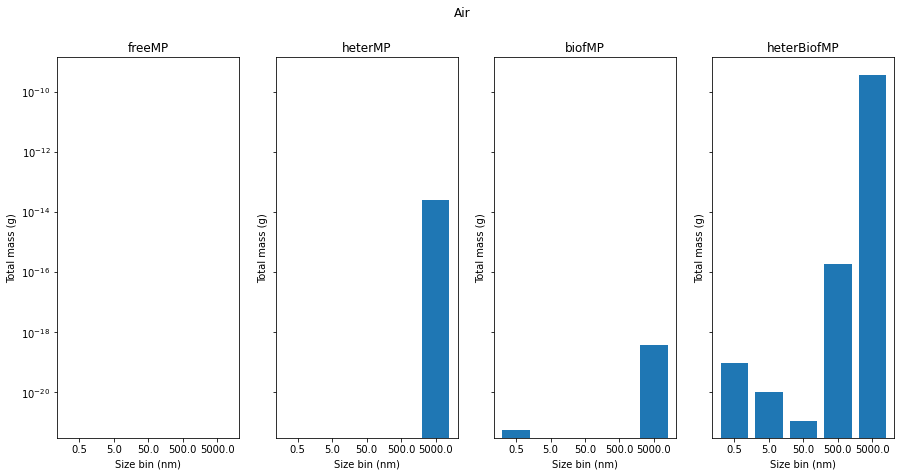 Air
freeMP
heterMP
biofMP
heterBiofMP
Total mass (g)
10⁻¹⁰
10⁻¹²
10⁻¹⁴
10⁻¹⁶
10⁻¹⁸
10⁻²⁰
0.5 5.0 50.0 500.0 5000.0
Size bin (nm)
Total mass (g)
0.5 5.0 50.0 500.0 5000.0
Size bin (nm)
Total mass (g)
0.5 5.0 50.0 500.0 5000.0
Size bin (nm)
Total mass (g)
0.5 5.0 50.0 500.0 5000.0
Size bin (nm)